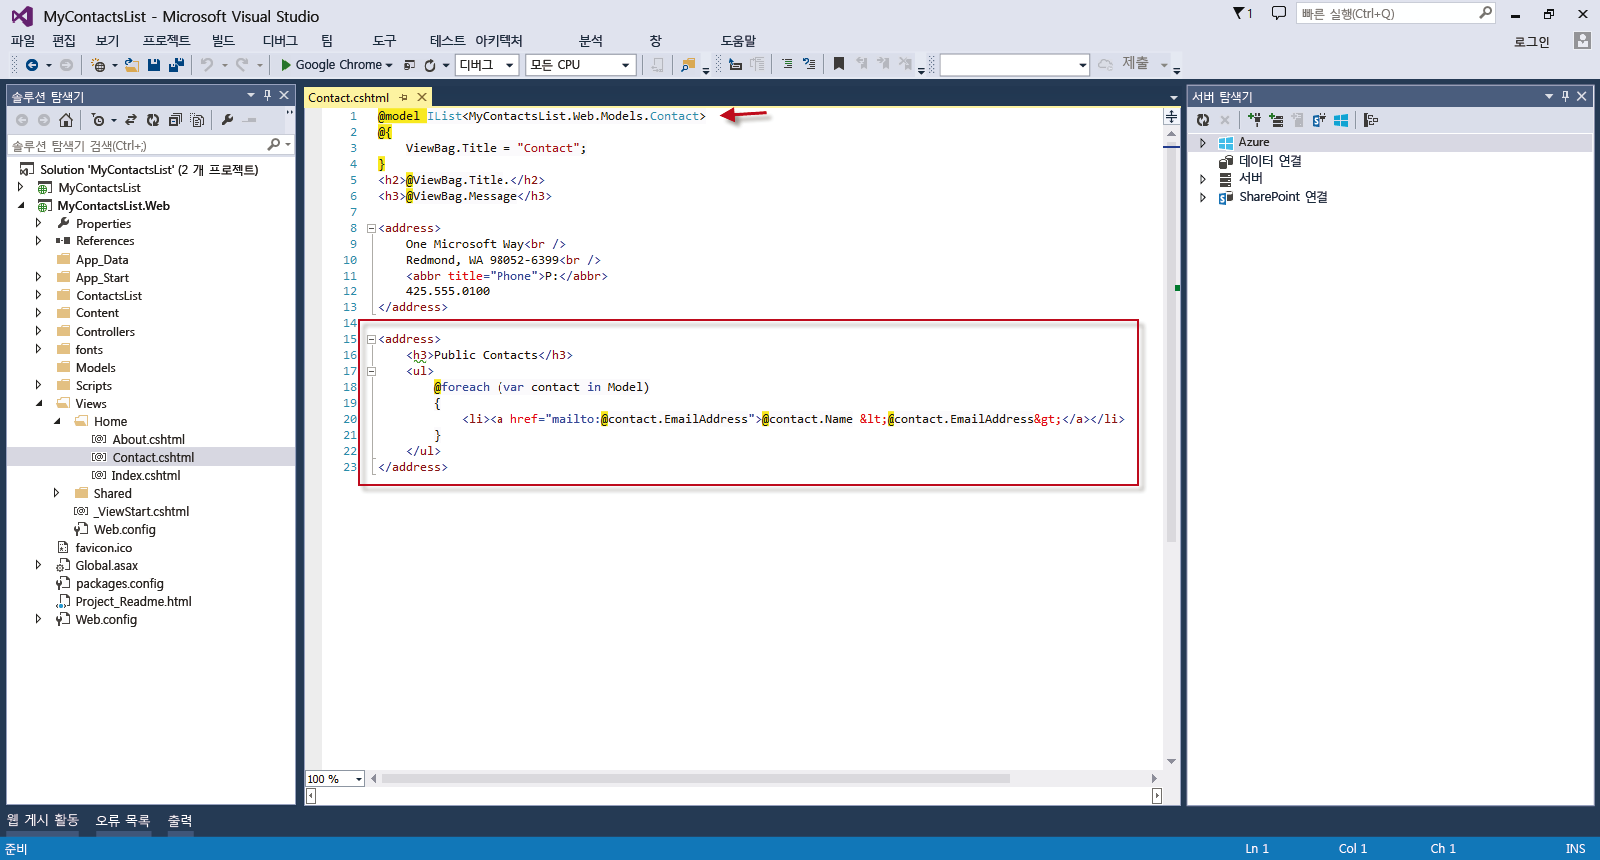 MyContactsList - Microsoft Visual Studio
1
빠른 실행(Ctrl+Q)
파일 편집 보기 프로젝트 빌드 디버그 팀 도구 테스트 아키텍처 분석 창 도움말
로그인
Google Chrome 디버그 모든 CPU 제출
솔루션 탐색기
솔루션 탐색기 검색(Ctrl+;)
Solution 'MyContactsList' (2 개 프로젝트)
MyContactsList
MyContactsList.Web
Properties
References
App_Data
App_Start
ContactsList
Content
Controllers
fonts
Models
Scripts
Views
Home
About.cshtml
Contact.cshtml
Index.cshtml
Shared
_ViewStart.cshtml
Web.config
favicon.ico
Global.asax
packages.config
Project_Readme.html
Web.config
Contact.cshtml
1 @model IList<MyContactsList.Web.Models.Contact>
2 @{
3 ViewBag.Title = "Contact";
4 }
5 <h2>@ViewBag.Title.</h2>
6 <h3>@ViewBag.Message</h3>
7
8 <address>
9 One Microsoft Way<br />
10 Redmond, WA 98052-6399<br />
11 <abbr title="Phone">P:</abbr>
12 425.555.0100
13 </address>
14
15 <address>
16 <h3>Public Contacts</h3>
17 <ul>
18 @foreach (var contact in Model)
19 {
20 <li><a href="mailto:@contact.EmailAddress">@contact.Name &lt;@contact.EmailAddress&gt;</a></li>
21 }
22 </ul>
23 </address>
100 %
서버 탐색기
Azure
데이터 연결
서버
SharePoint 연결
웹 게시 활동 오류 목록 출력
준비 Ln 1 Col 1 Ch 1 INS